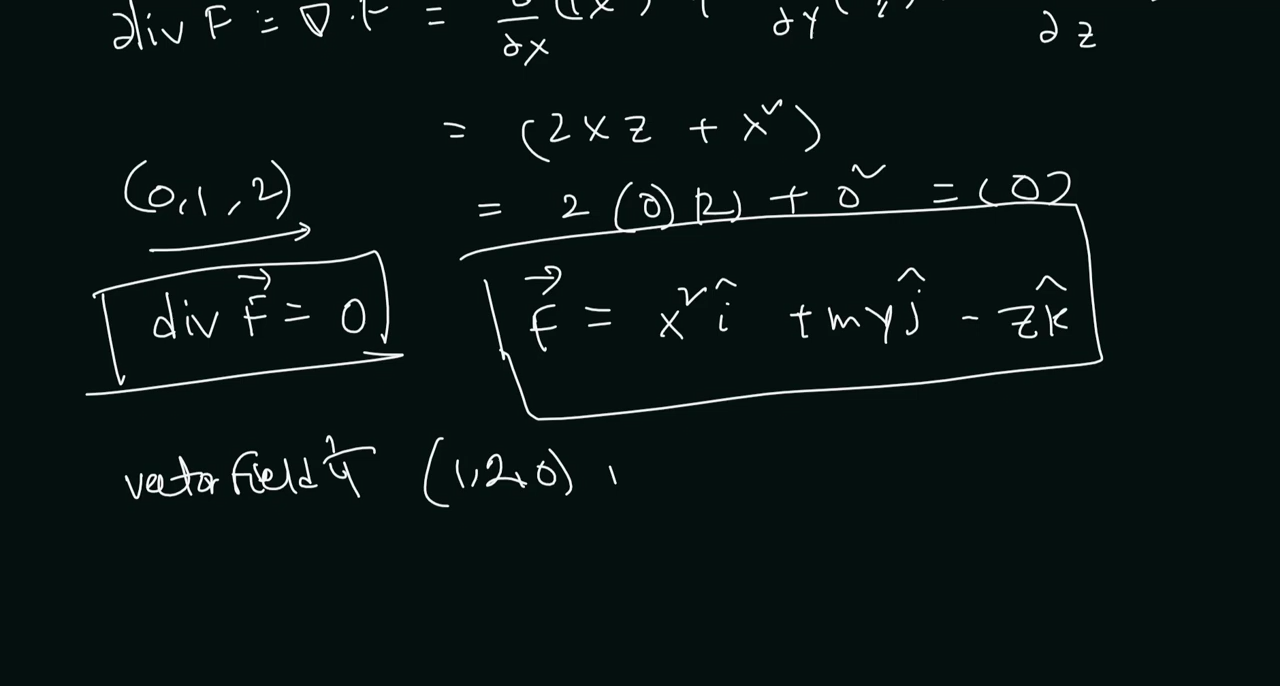 div F = ∇ · F = ∂/∂x (Fx) + ∂/∂y ( ) ∂z
= (2xz + x²)
(0,1,2)
= 2(0)(2) + 0² = (0)
div F⃗ = 0
F⃗ = x² î + my ĵ - z k̂
vector field (1,2,0)